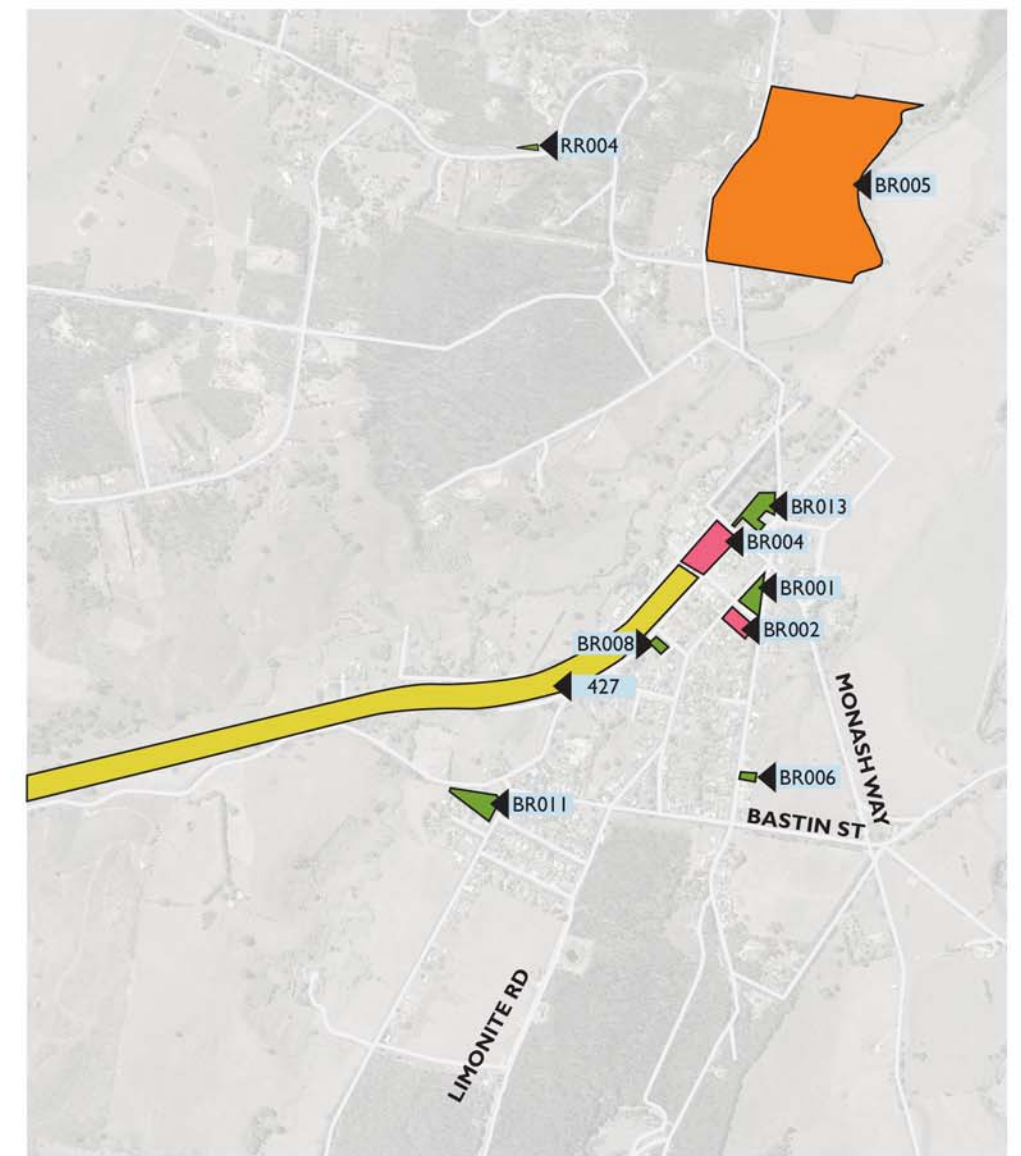 RR004
BR005
BR013
BR004
BR001
BR002
BR008
427
MONASH WAY
BR006
BR011
BASTIN ST
LIMONITE RD